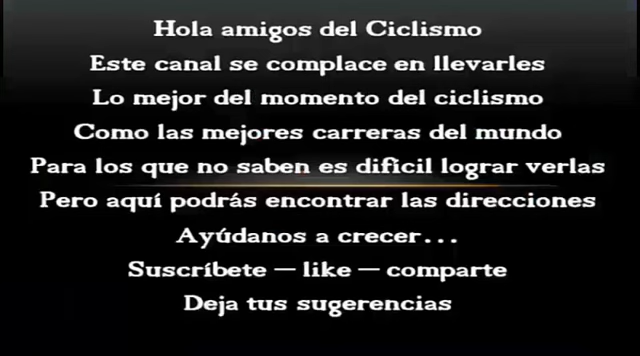 Hola amigos del Ciclismo
Este canal se complace en llevarles
Lo mejor del momento del ciclismo
Como las mejores carreras del mundo
Para los que no saben es dificil lograr verlas
Pero aquí podrás encontrar las direcciones
Ayúdanos a crecer...
Suscríbete – like – comparte
Deja tus sugerencias